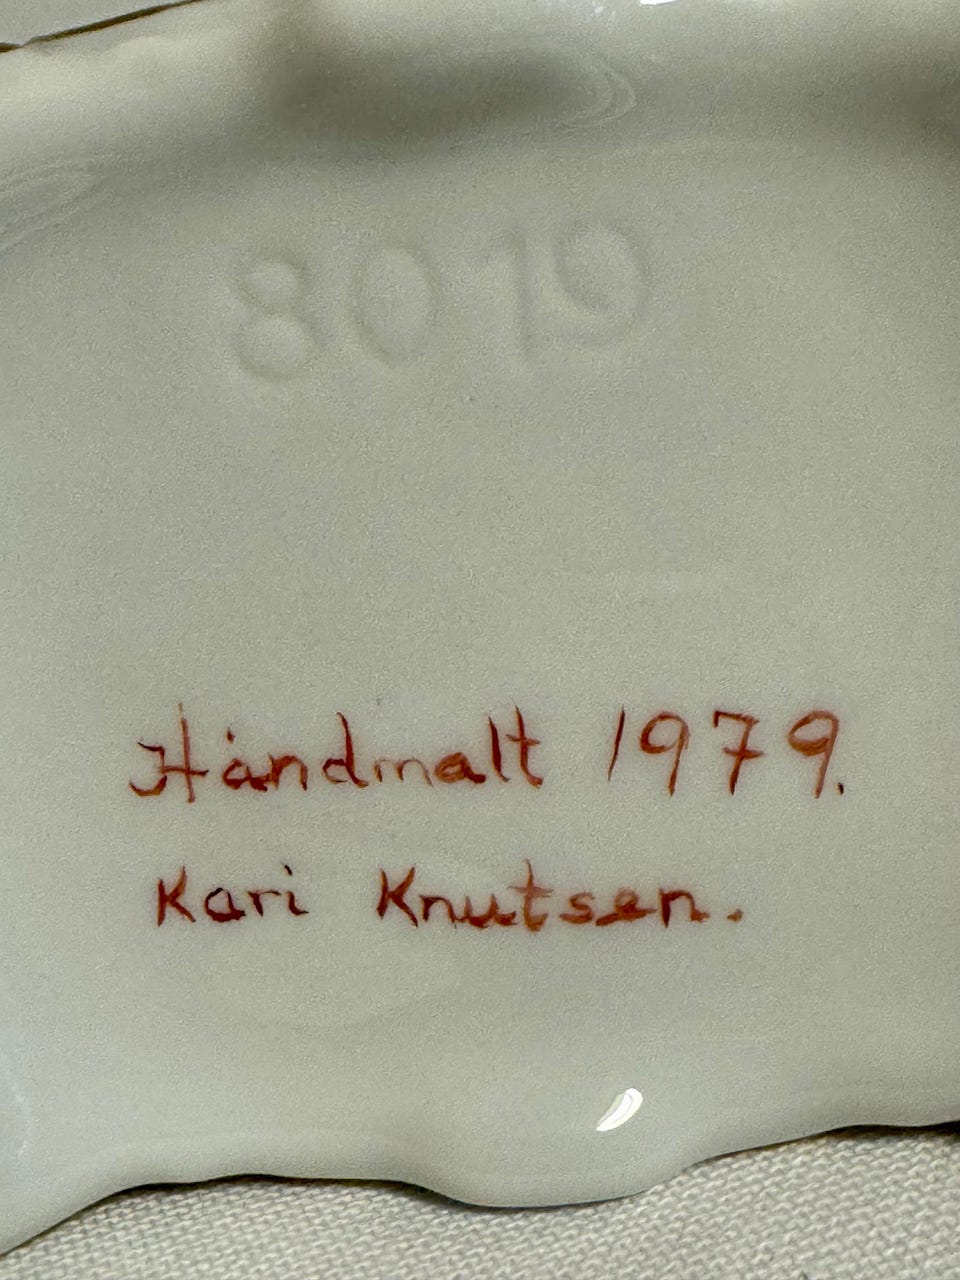 8019
Håndmalt 1979.
Kari Knutsen.